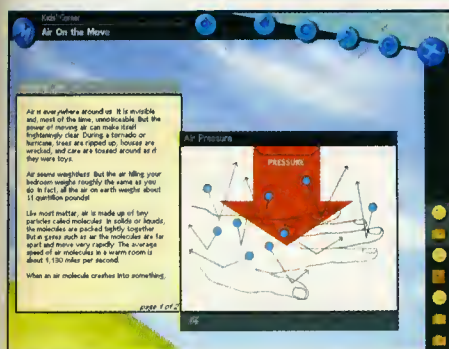 Kids' Corner
Air On the Move
Air is everywhere around us. It is invisible
and, most of the time, unnoticeable. But the
power of moving air can make itself
frighteningly clear. During a tornado or
hurricane, trees are ripped up, houses are
wrecked, and cars are tossed around as if
they were toys.
Air seems weightless. But the air filling your
bedroom weighs roughly the same as you
do. In fact, all the air on earth weighs about
11 quintillion pounds!
Like most matter, air is made up of tiny
particles called molecules. In solids or liquids,
the molecules are packed tightly together.
But in gases such as air the molecules are far
apart and move very rapidly. The average
speed of air molecules in a warm room is
about 1,130 miles per second.
When an air molecule crashes into something,
page 1 of 2
Air Pressure
PRESSURE